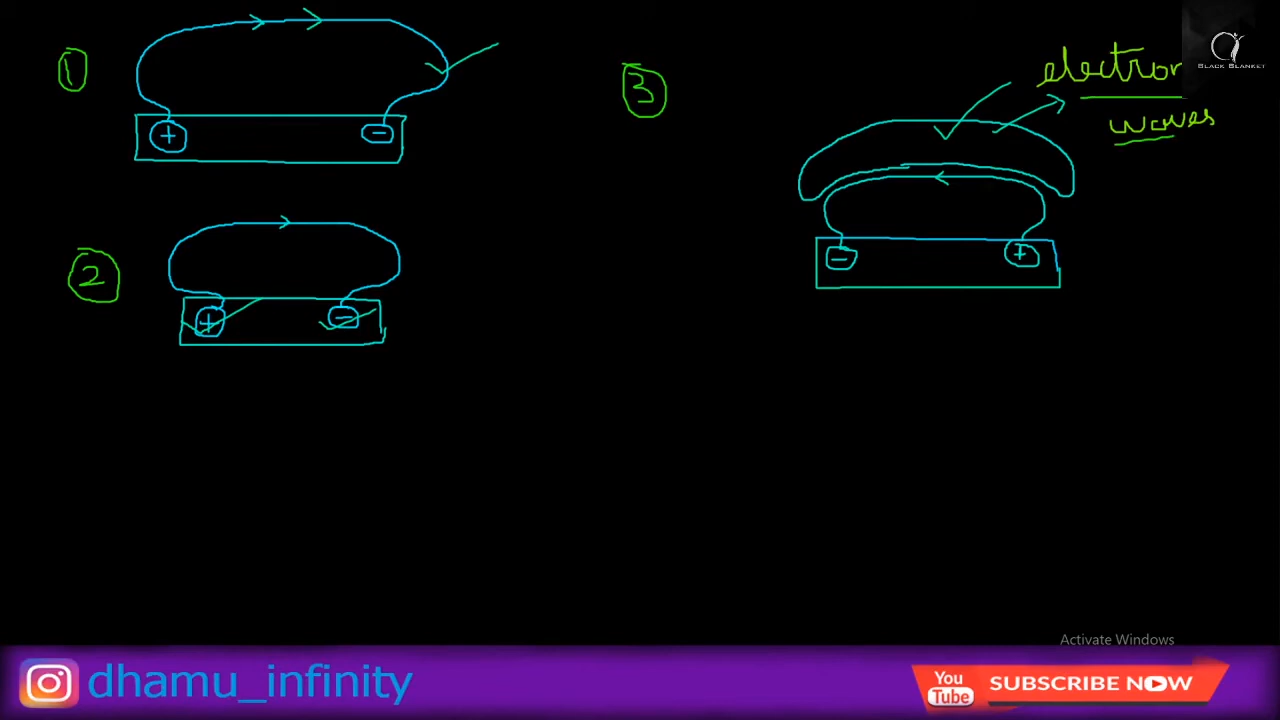 1
+ -
2
+ -
3
electron
waves
- +
BLACK BLANKET
Activate Windows
dhamu_infinity
You Tube SUBSCRIBE NOW